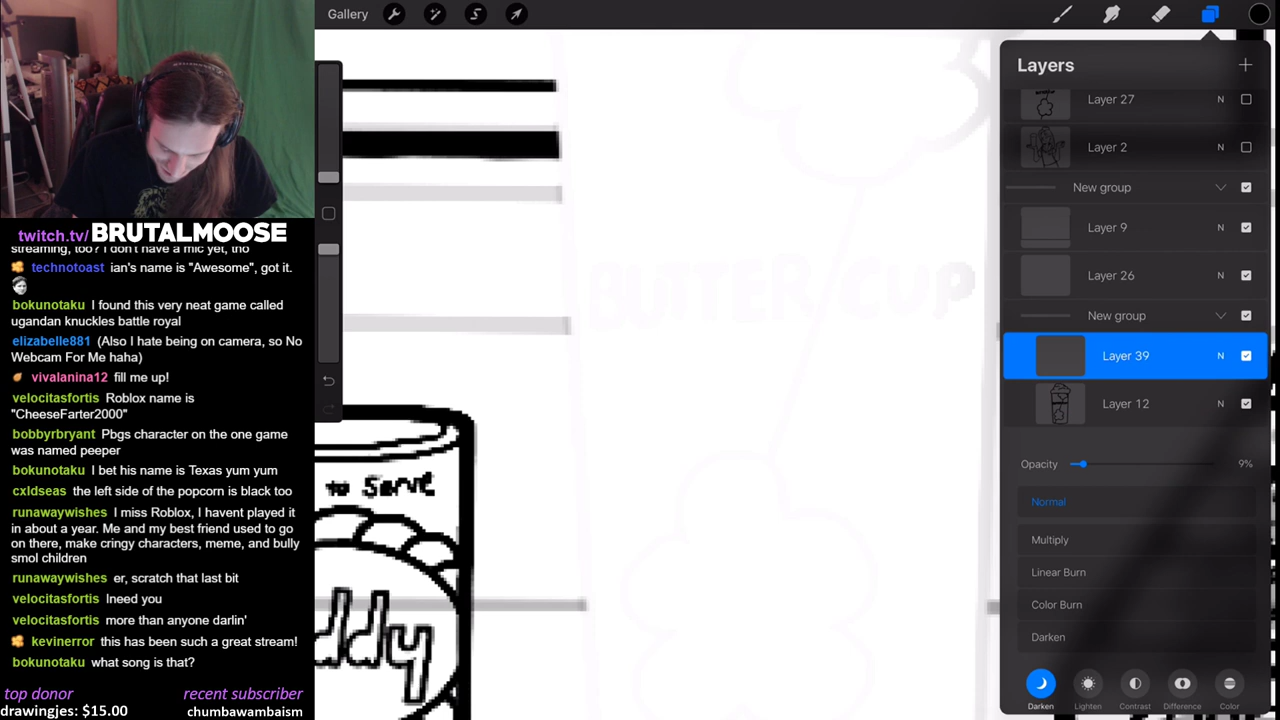 Gallery
twitch.tv/BRUTALMOOSE
streaming, too? I don't have a mic yet, tho
technotoast ian's name is "Awesome", got it.
bokunotaku I found this very neat game called
ugandan knuckles battle royal
elizabelle881 (Also I hate being on camera, so No
Webcam For Me haha)
vivalanina12 fill me up!
velocitasfortis Roblox name is
"CheeseFarter2000"
bobbyrbryant Pbgs character on the one game
was named peeper
bokunotaku I bet his name is Texas yum yum
cxldseas the left side of the popcorn is black too
runawaywishes I miss Roblox, I havent played it
in about a year. Me and my best friend used to go
on there, make cringy characters, meme, and bully
smol children
runawaywishes er, scratch that last bit
velocitasfortis Ineed you
velocitasfortis more than anyone darlin'
kevinerror this has been such a great stream!
bokunotaku what song is that?
top donor
drawingjes: $15.00
recent subscriber
chumbawambaism
BUTTER CUP
to Serve
ddy
Layers
Layer 27 N
Layer 2 N
New group
Layer 9 N
Layer 26 N
New group
Layer 39 N
Layer 12 N
Opacity 9%
Normal
Multiply
Linear Burn
Color Burn
Darken
Darken Lighten Contrast Difference Color